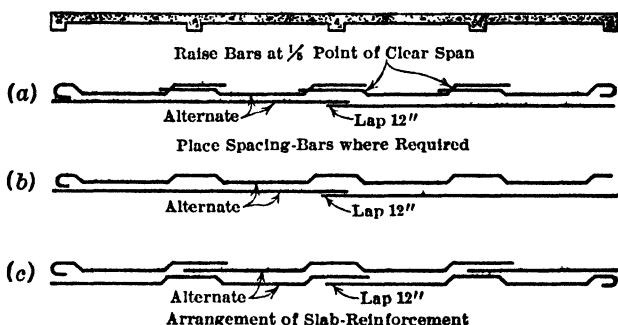 Raise Bars at 1/5 Point of Clear Span
(a)
Alternate
Lap 12"
Place Spacing-Bars where Required
(b)
Alternate
Lap 12"
(c)
Alternate
Lap 12"
Arrangement of Slab-Reinforcement